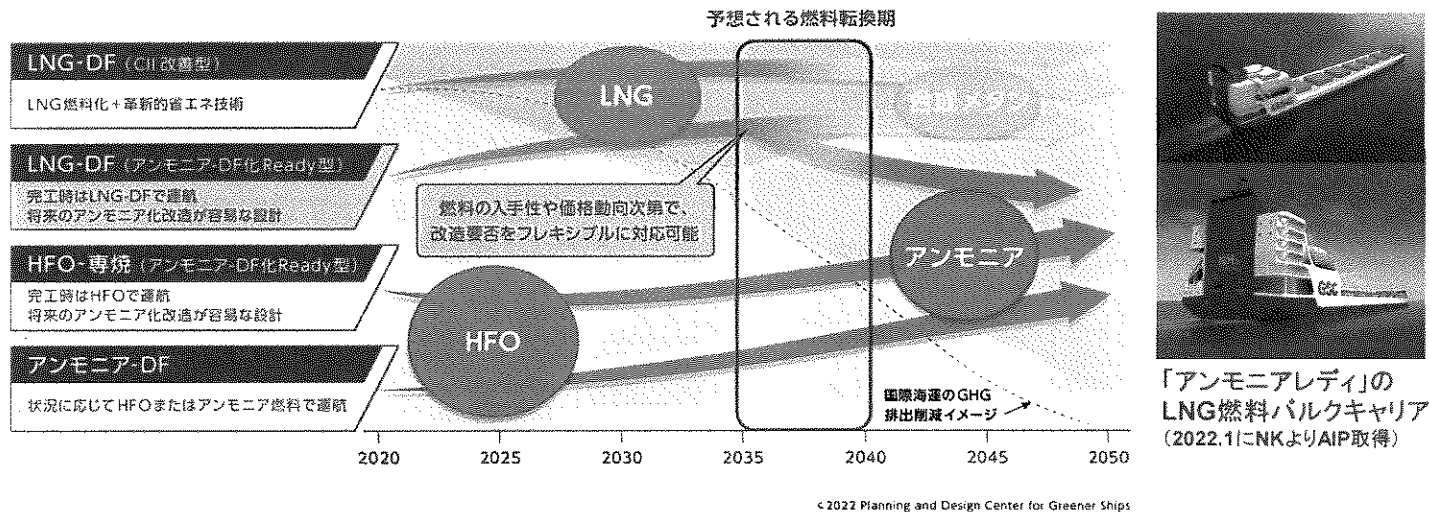 予想される燃料転換期
LNG-DF (CII改善型)
LNG燃料化+革新的省エネ技術
LNG-DF (アンモニア-DF化Ready型)
完工時はLNG-DFで運航
将来のアンモニア化改造が容易な設計
HFO-専焼 (アンモニア-DF化Ready型)
完工時はHFOで運航
将来のアンモニア化改造が容易な設計
アンモニア-DF
状況に応じてHFOまたはアンモニア燃料で運航
LNG
メタン
燃料の入手性や価格動向次第で、
改造要否をフレキシブルに対応可能
HFO
アンモニア
国際海運のGHG
排出削減イメージ
2020 2025 2030 2035 2040 2045 2050
c 2022 Planning and Design Center for Greener Ships
GSC
「アンモニアレディ」の
LNG燃料バルクキャリア
(2022.1にNKよりAIP取得)